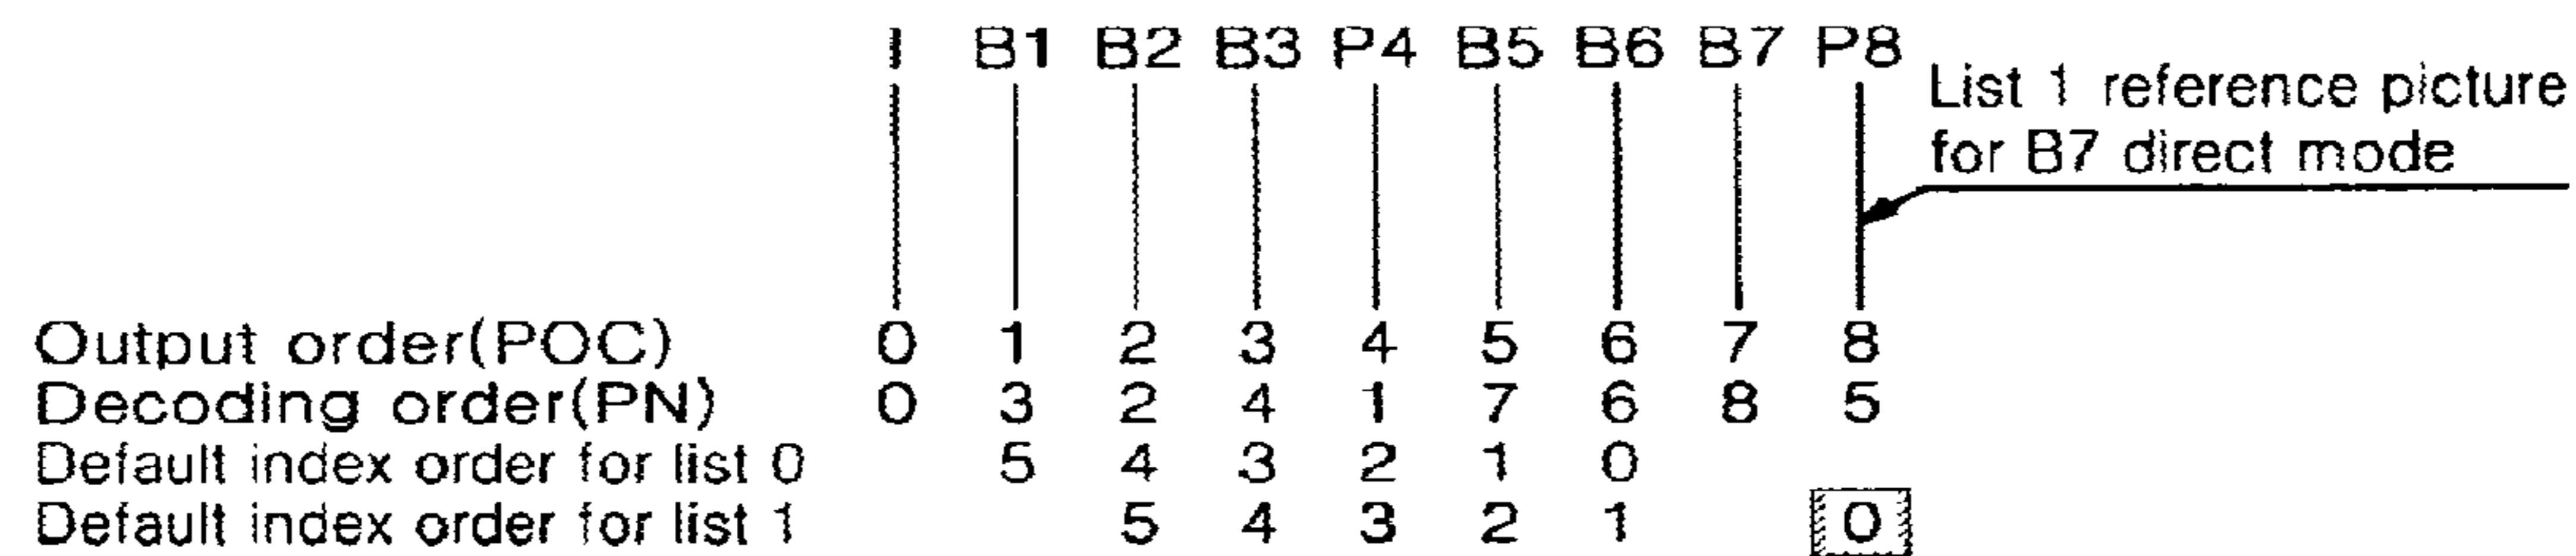 I B1 B2 B3 P4 B5 B6 B7 P8
List 1 reference picture
for B7 direct mode
Output order(POC) 0 1 2 3 4 5 6 7 8
Decoding order(PN) 0 3 2 4 1 7 6 8 5
Default index order for list 0 5 4 3 2 1 0
Default index order for list 1 5 4 3 2 1 0